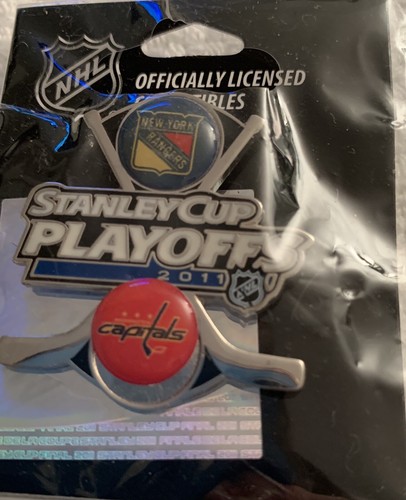 NHL
OFFICIALLY LICENSED
NEW YORK
RANGERS
STANLEY CUP
PLAYOFFS
2011
NHL
capitals